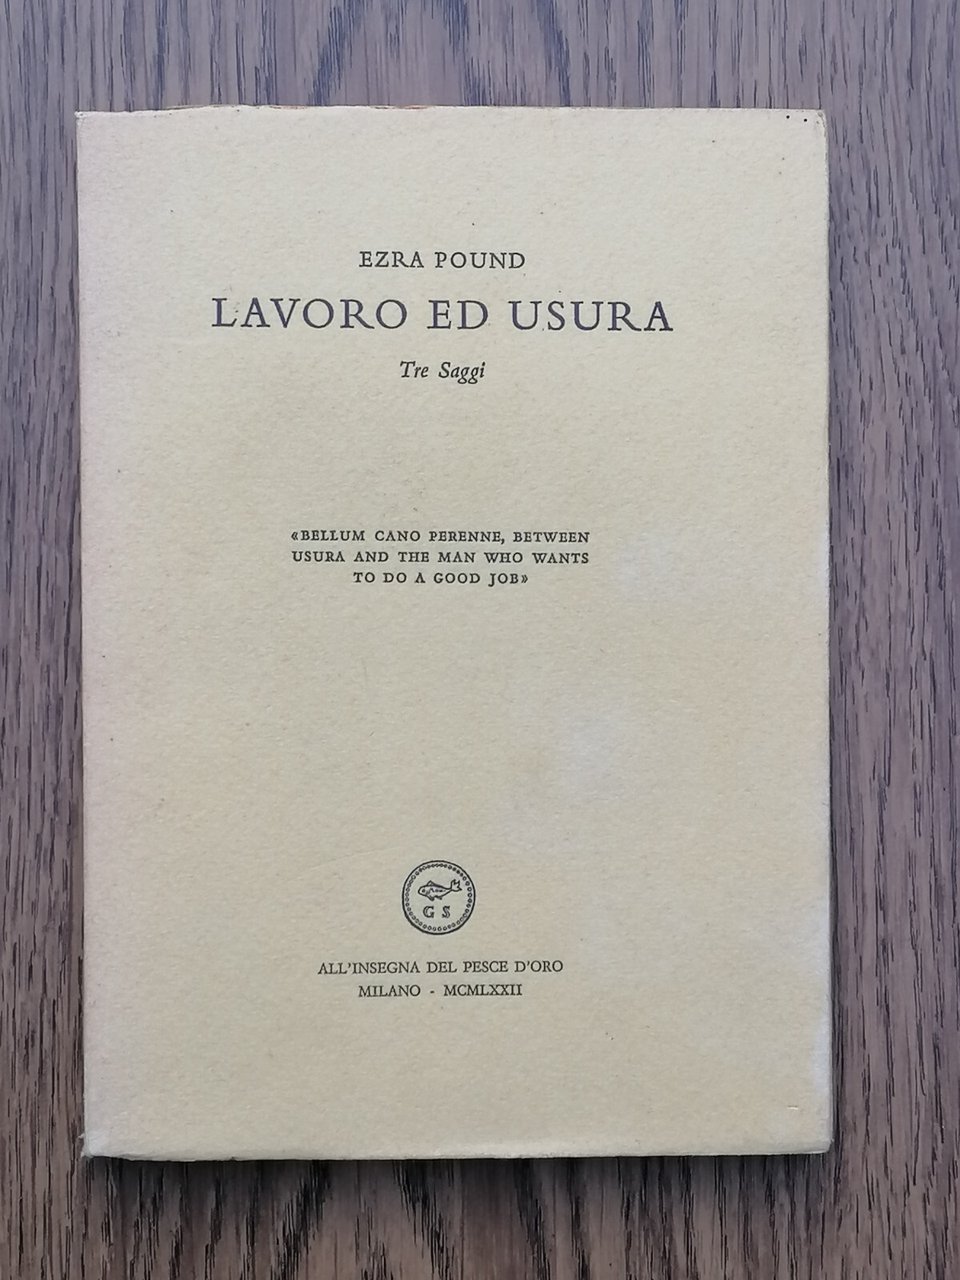 EZRA POUND
LAVORO ED USURA
Tre Saggi
«BELLUM CANO PERENNE, BETWEEN
USURA AND THE MAN WHO WANTS
TO DO A GOOD JOB»
G S
ALL'INSEGNA DEL PESCE D'ORO
MILANO - MCMLXXII